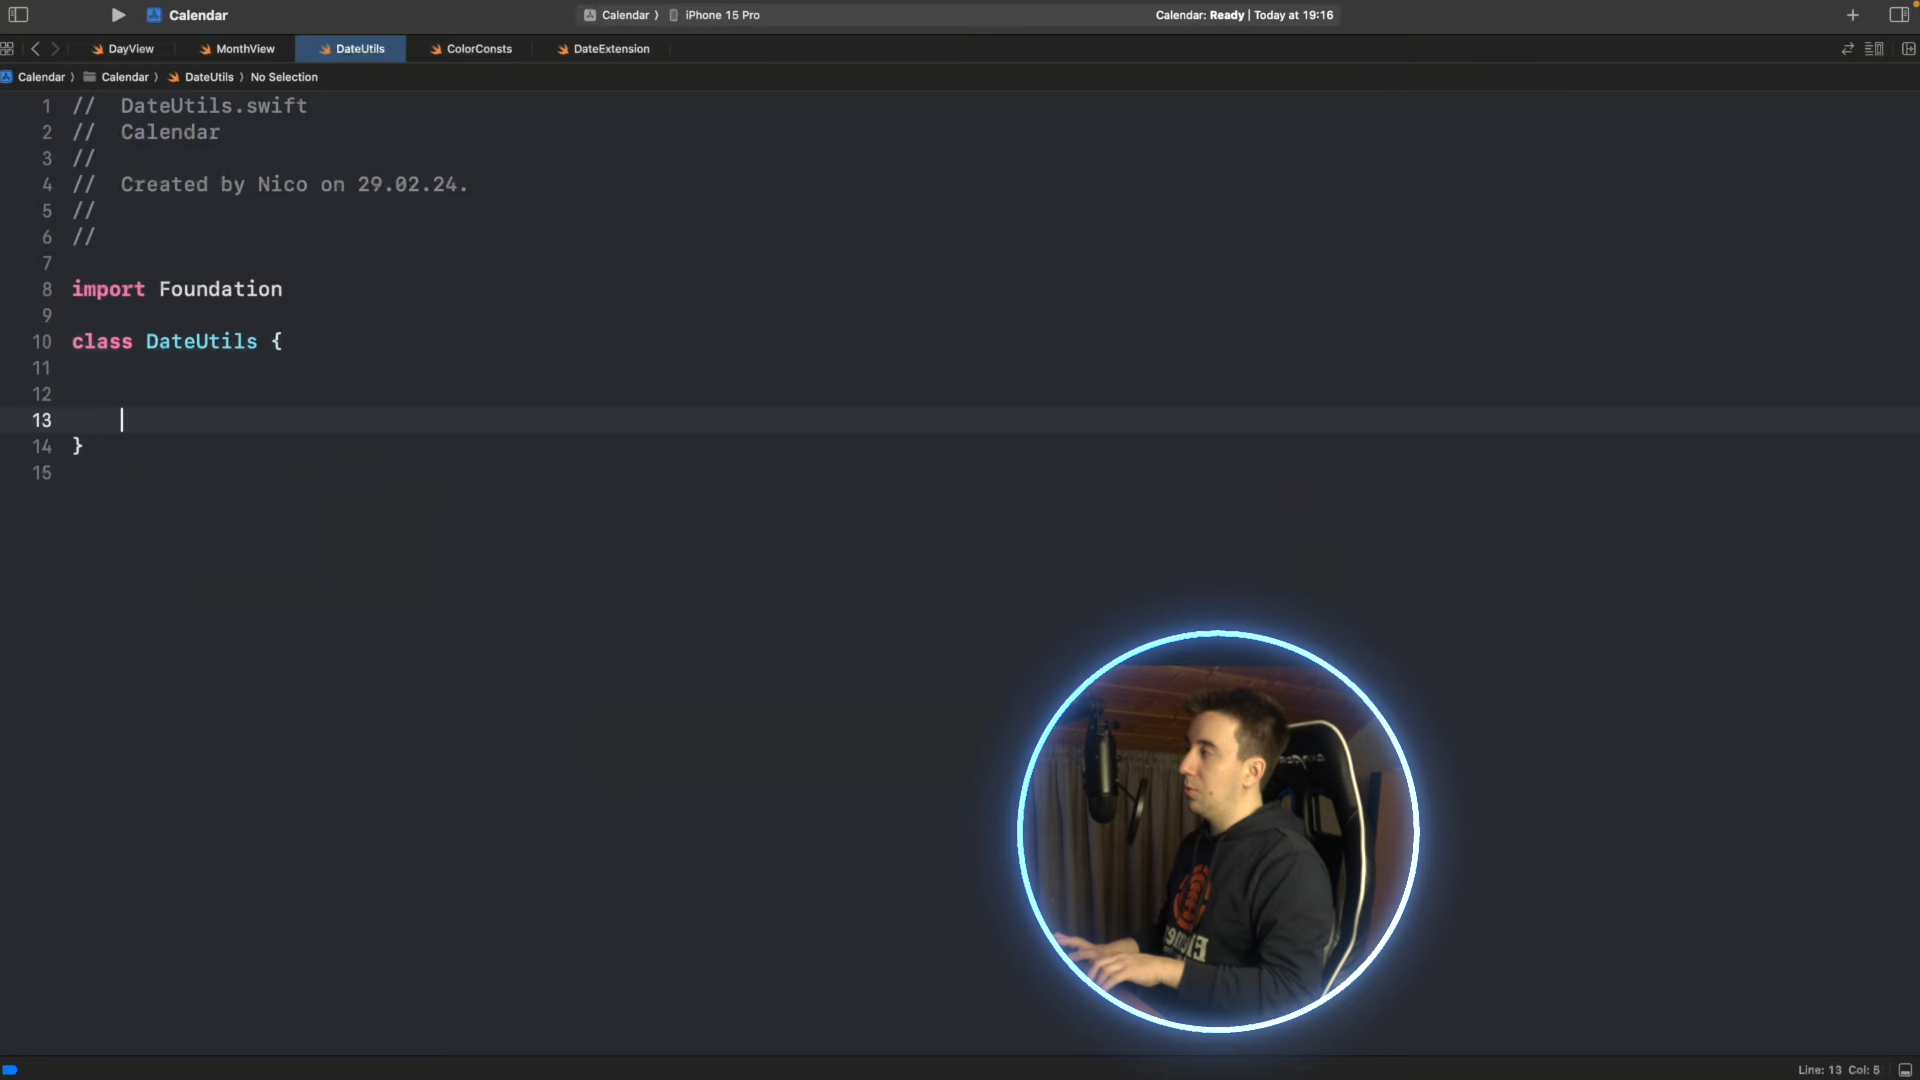 Calendar
Calendar 〉 iPhone 15 Pro
Calendar: Ready | Today at 19:16
DayView
MonthView
DateUtils
ColorConsts
DateExtension
Calendar 〉 Calendar 〉 DateUtils 〉 No Selection
1 // DateUtils.swift
2 // Calendar
3 //
4 // Created by Nico on 29.02.24.
5 //
6 //
7
8 import Foundation
9
10 class DateUtils {
11
12
13
14 }
15
Line: 13 Col: 5